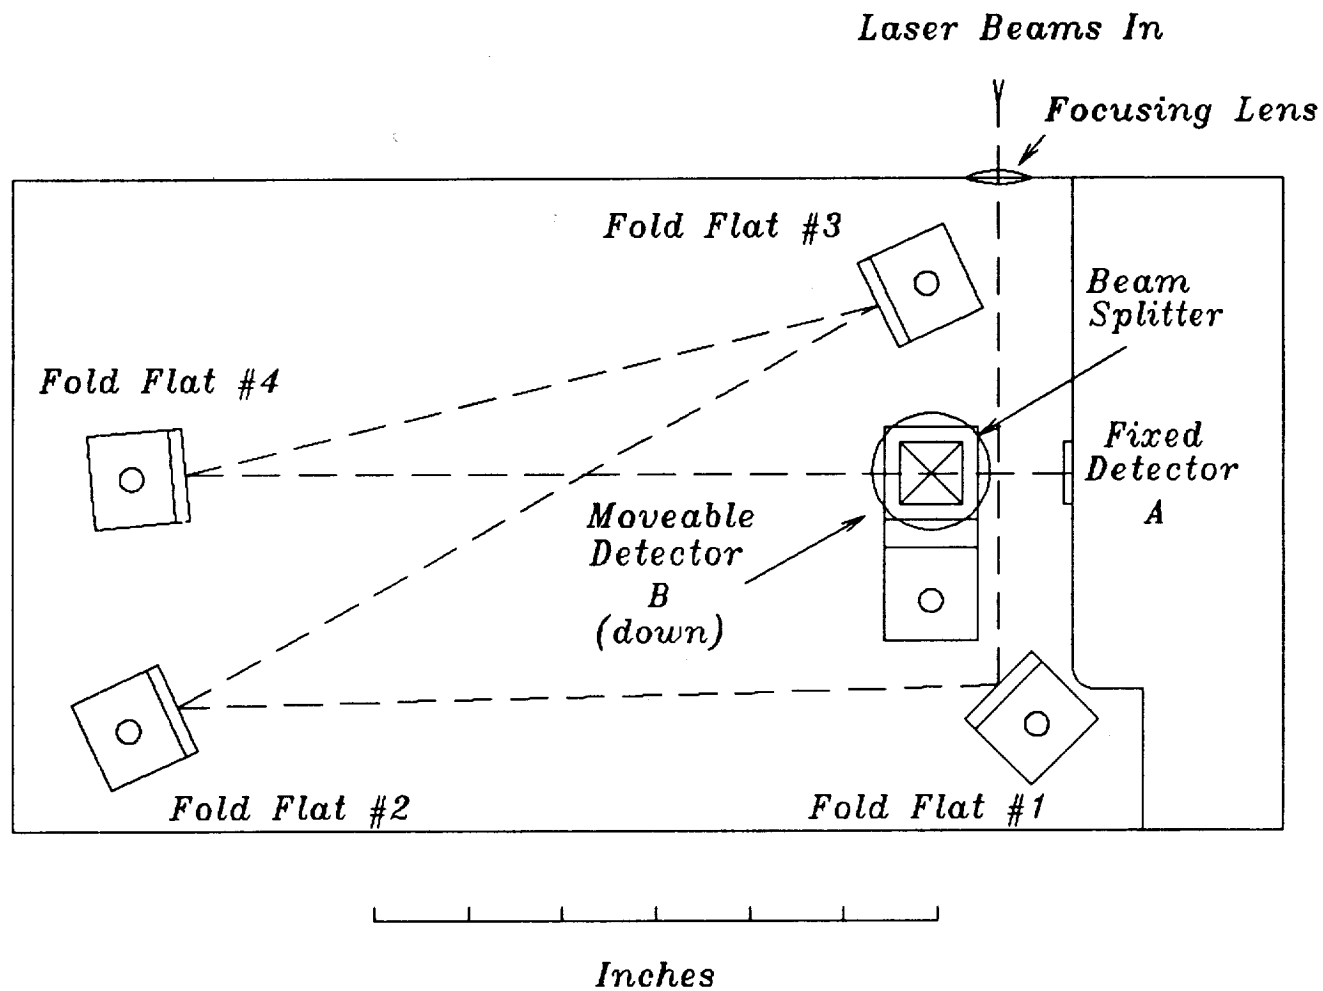 Laser Beams In
Focusing Lens
Fold Flat #3
Beam
Splitter
Fold Flat #4
Fixed
Detector
A
Moveable
Detector
B
(down)
Fold Flat #2
Fold Flat #1
Inches